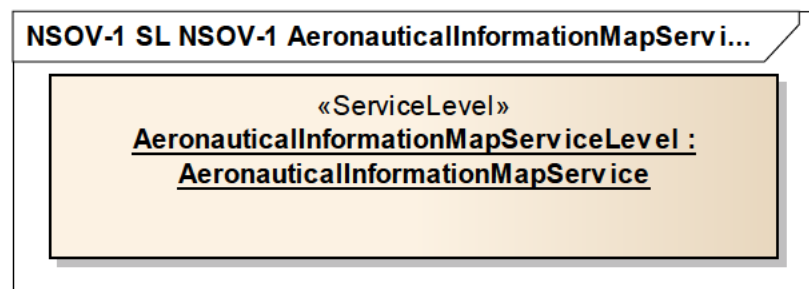 NSOV-1 SL NSOV-1 AeronauticalInformationMapServi...
«ServiceLevel»
AeronauticalInformationMapServiceLevel :
AeronauticalInformationMapService